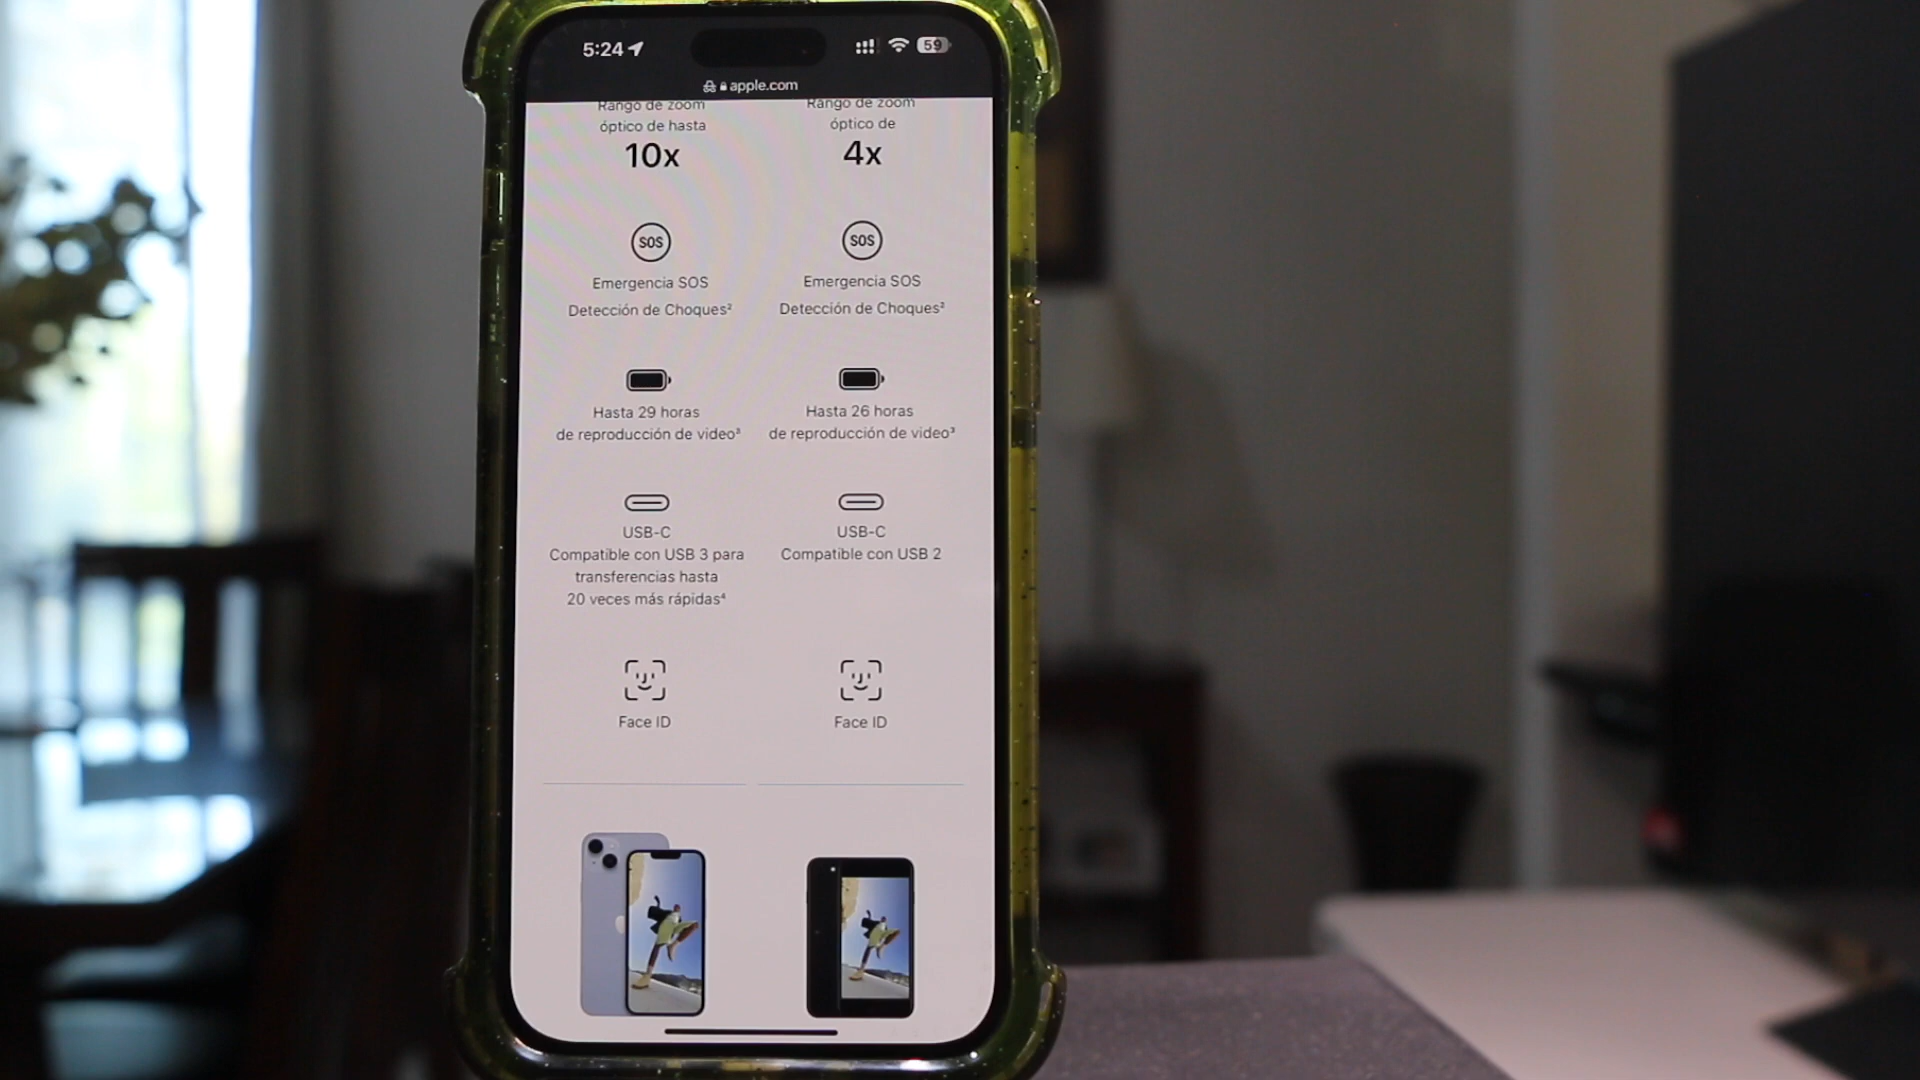 5:24
59
apple.com
Rango de zoom
óptico de hasta
10x
SOS
Emergencia SOS
Detección de Choques²
Hasta 29 horas
de reproducción de video³
USB-C
Compatible con USB 3 para
transferencias hasta
20 veces más rápidas⁴
Face ID
Rango de zoom
óptico de
4x
SOS
Emergencia SOS
Detección de Choques²
Hasta 26 horas
de reproducción de video³
USB-C
Compatible con USB 2
Face ID